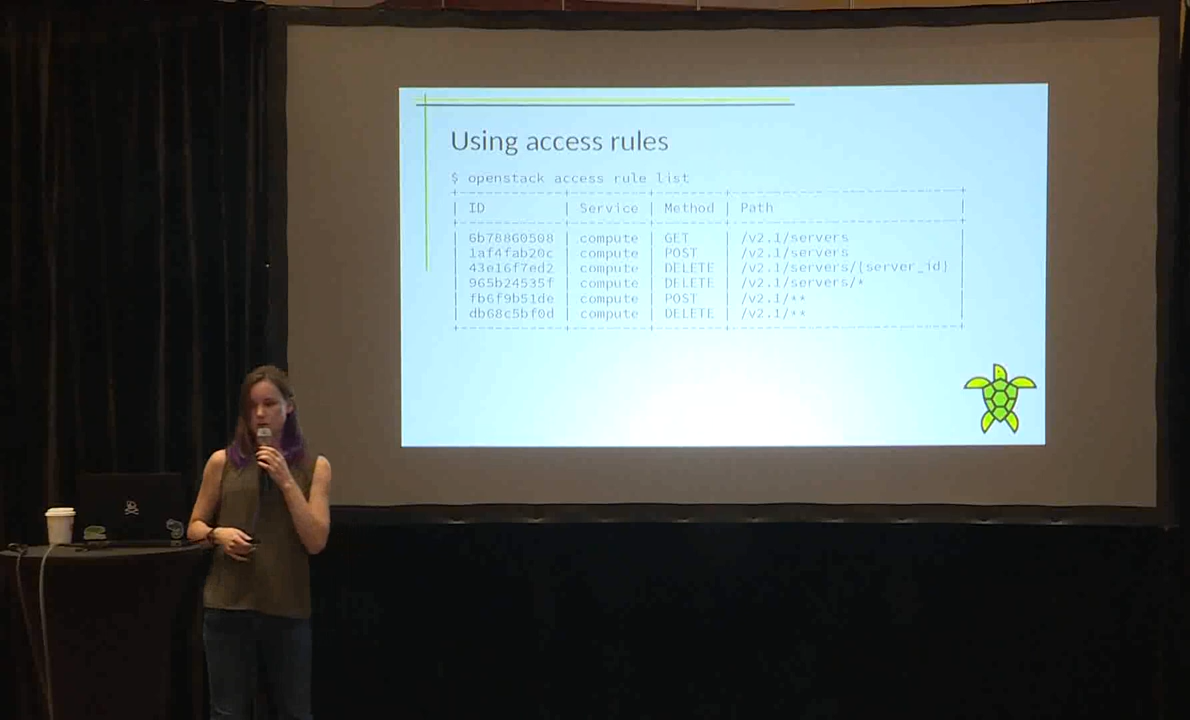 Using access rules
$ openstack access rule list
+------------+---------+--------+---------------------------+
| ID | Service | Method | Path |
+------------+---------+--------+---------------------------+
| 6b78860508 | compute | GET | /v2.1/servers |
| 1af4fab20c | compute | POST | /v2.1/servers |
| 43e16f7ed2 | compute | DELETE | /v2.1/servers/{server_id} |
| 965b24535f | compute | DELETE | /v2.1/servers/* |
| fb6f9b51de | compute | POST | /v2.1/** |
| db68c5bf0d | compute | DELETE | /v2.1/** |
+------------+---------+--------+---------------------------+